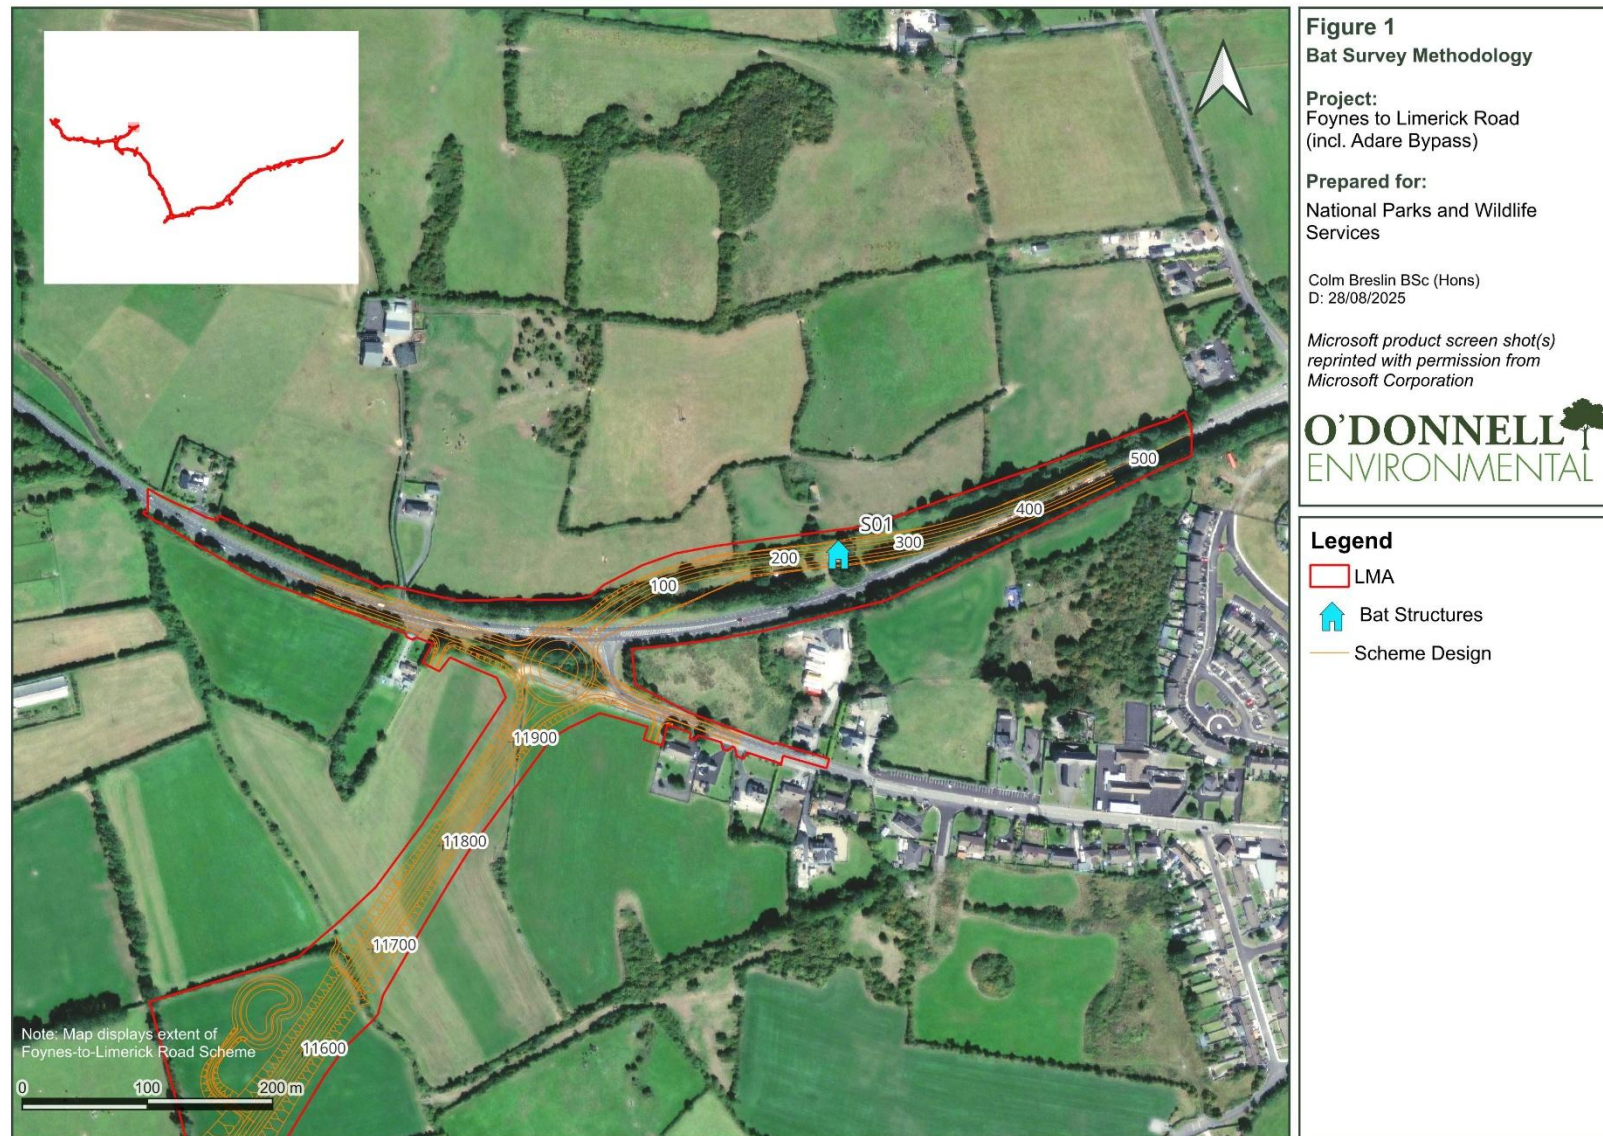 Figure 1
Bat Survey Methodology
Project:
Foynes to Limerick Road
(incl. Adare Bypass)
Prepared for:
National Parks and Wildlife
Services
Colm Breslin BSc (Hons)
D: 28/08/2025
Microsoft product screen shot(s)
reprinted with permission from
Microsoft Corporation
O'DONNELL
ENVIRONMENTAL
Legend
LMA
Bat Structures
Scheme Design
500
400
S01
300
200
100
11900
11800
11700
11600
Note: Map displays extent of
Foynes-to-Limerick Road Scheme
0 100 200 m